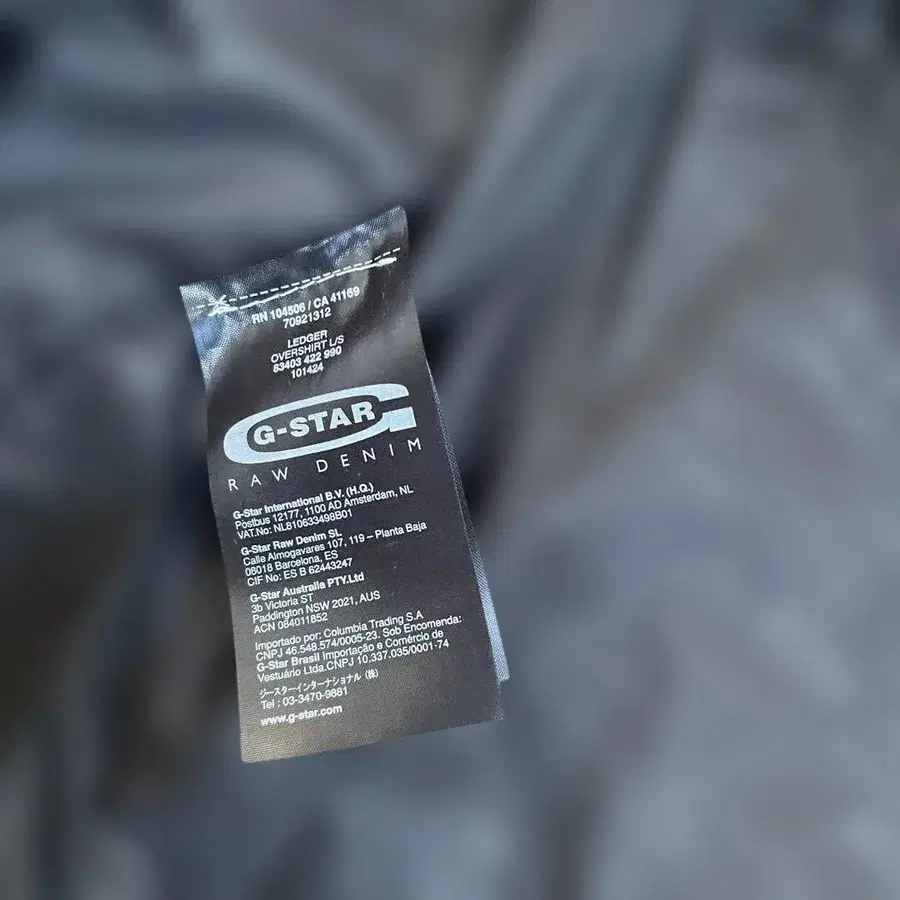 RN 104506 / CA 41169
70921312
LEDGER
OVERSHIRT L/S
83403 422 990
101424
G-STAR
RAW DENIM
G-Star International B.V. (H.Q.)
Postbus 12177, 1100 AD Amsterdam, NL
VAT.No: NL810633498B01
G-Star Raw Denim SL
Calle Almogavares 107, 119 – Planta Baja
08018 Barcelona, ES
CIF No: ES B 62443247
G-Star Australia PTY.Ltd
3b Victoria ST
Paddington NSW 2021, AUS
ACN 084011852
Importado por: Columbia Trading S.A
CNPJ 46.548.574/0005-23. Sob Encomenda:
G-Star Brasil Importação e Comércio de
Vestuário Ltda.CNPJ 10.337.035/0001-74
ジースターインターナショナル（株）
Tel : 03-3470-9881
www.g-star.com